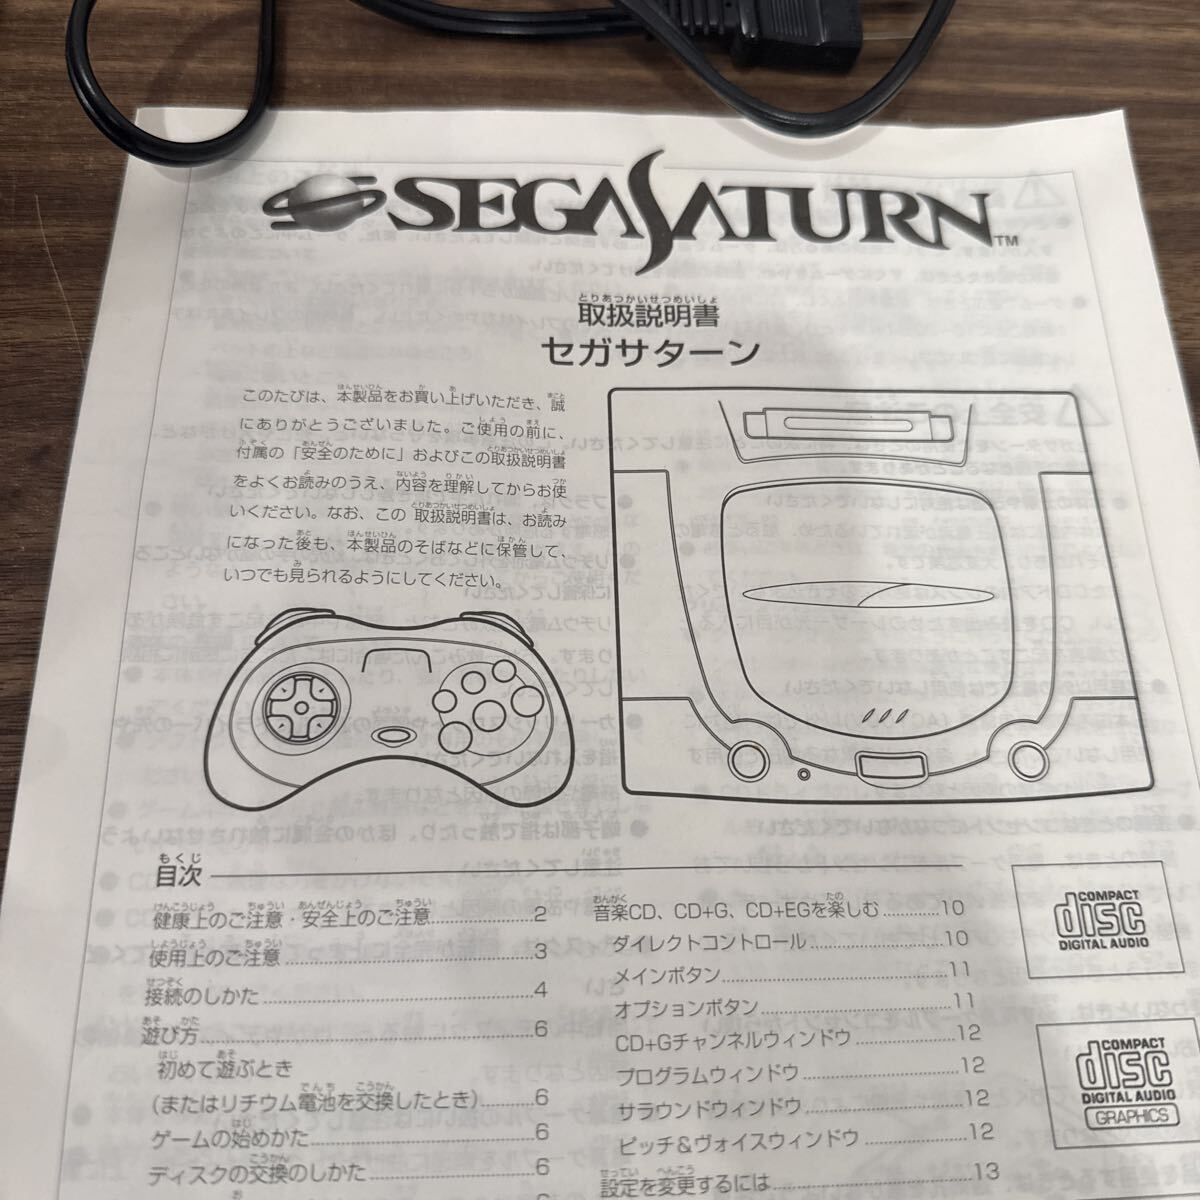 SEGA SATURN™
とりあつかいせつめいしょ
取扱説明書
セガサターン
このたびは、本製品をお買い上げいただき、誠
にありがとうございました。ご使用の前に、
付属の「安全のために」およびこの取扱説明書
をよくお読みのうえ、内容を理解してからお使
いください。なお、この取扱説明書は、お読み
になった後も、本製品のそばなどに保管して、
いつでも見られるようにしてください。
もくじ
目次
健康上のご注意・安全上のご注意 2
使用上のご注意 3
接続のしかた 4
遊び方 6
初めて遊ぶとき
(またはリチウム電池を交換したとき) 6
ゲームの始めかた 6
ディスクの交換のしかた 6
音楽CD、CD+G、CD+EGを楽しむ 10
ダイレクトコントロール 10
メインボタン 11
オプションボタン 11
CD+Gチャンネルウィンドウ 12
プログラムウィンドウ 12
サラウンドウィンドウ 12
ピッチ&ヴォイスウィンドウ 12
設定を変更するには 13
COMPACT
disc
DIGITAL AUDIO
COMPACT
disc
DIGITAL AUDIO
GRAPHICS